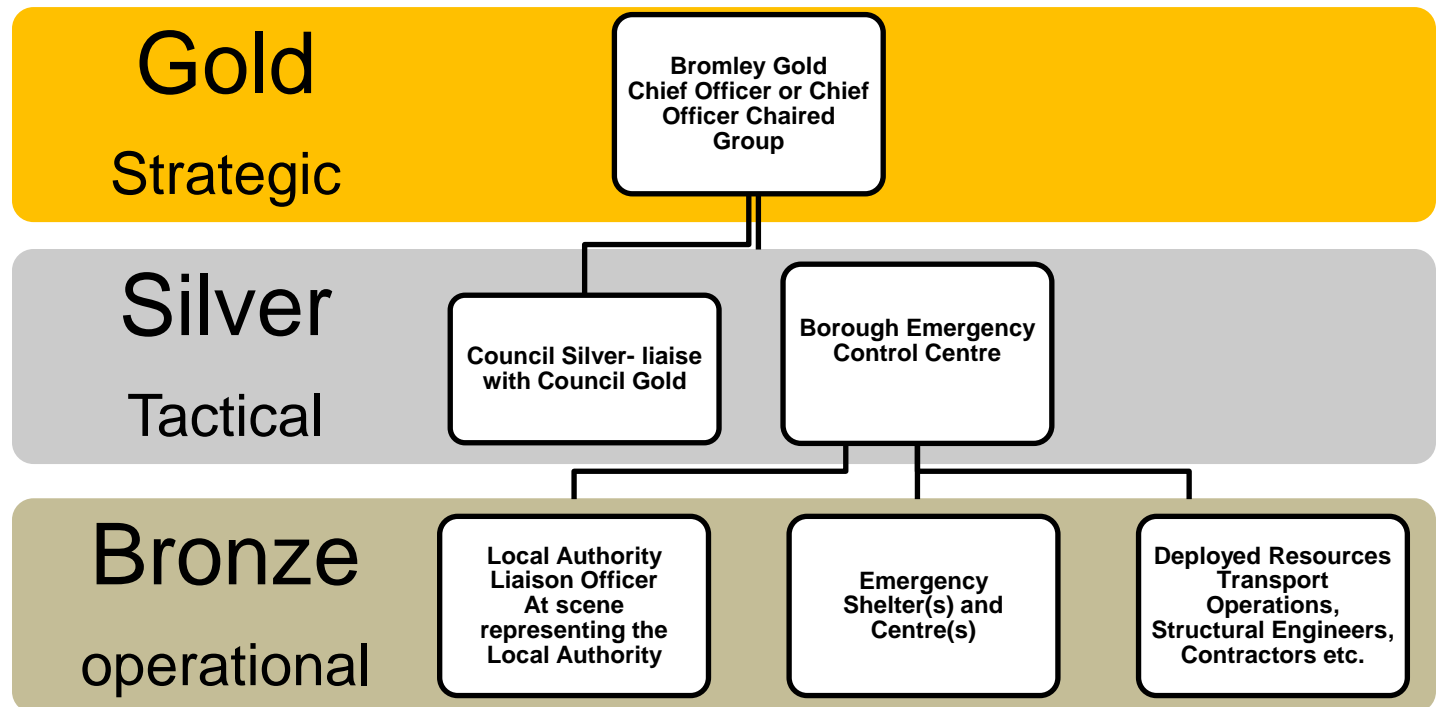 Gold
Strategic
Bromley Gold
Chief Officer or Chief
Officer Chaired
Group
Silver
Tactical
Council Silver- liaise
with Council Gold
Borough Emergency
Control Centre
Bronze
operational
Local Authority
Liaison Officer
At scene
representing the
Local Authority
Emergency
Shelter(s) and
Centre(s)
Deployed Resources
Transport
Operations,
Structural Engineers,
Contractors etc.